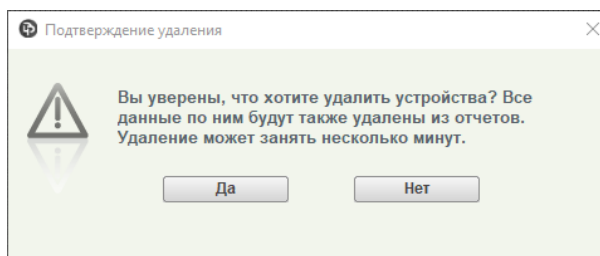 Подтверждение удаления
Вы уверены, что хотите удалить устройства? Все
данные по ним будут также удалены из отчетов.
Удаление может занять несколько минут.
Да
Нет